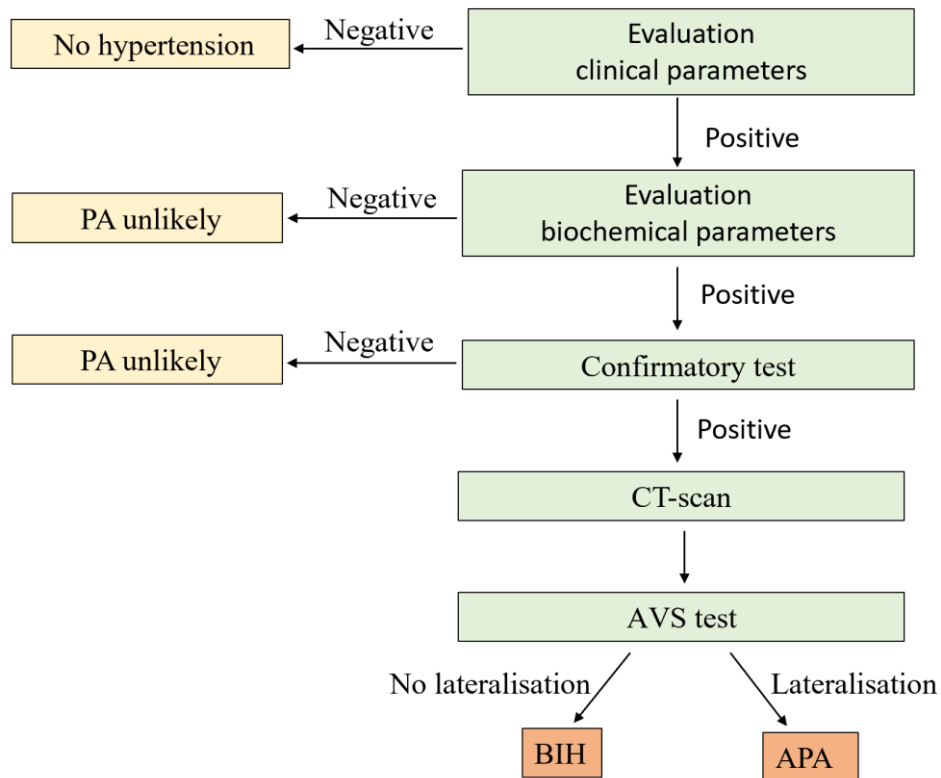 No hypertension
Negative
Evaluation
clinical parameters
Positive
PA unlikely
Negative
Evaluation
biochemical parameters
Positive
PA unlikely
Negative
Confirmatory test
Positive
CT-scan
AVS test
No lateralisation
Lateralisation
BIH
APA